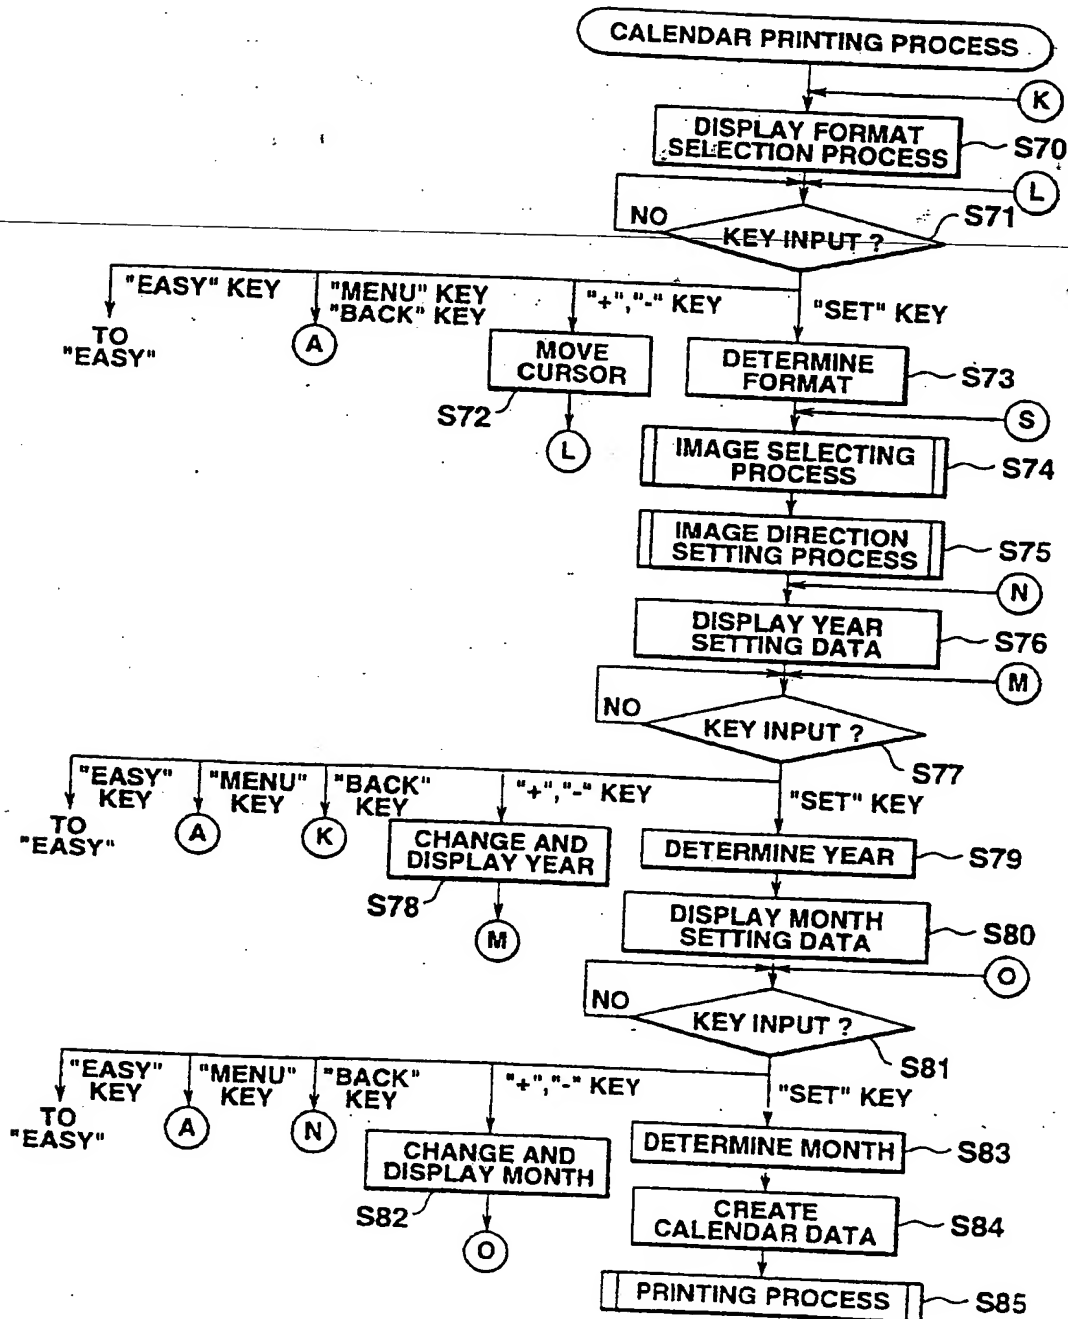 CALENDAR PRINTING PROCESS
K
DISPLAY FORMAT
SELECTION PROCESS
S70
L
NO
S71
KEY INPUT ?
"EASY" KEY
"MENU" KEY
"BACK" KEY
"+","-" KEY
"SET" KEY
TO
"EASY"
A
MOVE
CURSOR
S72
L
DETERMINE
FORMAT
S73
S
IMAGE SELECTING
PROCESS
S74
IMAGE DIRECTION
SETTING PROCESS
S75
N
DISPLAY YEAR
SETTING DATA
S76
M
NO
KEY INPUT ?
S77
"EASY"
KEY
"MENU"
KEY
"BACK"
KEY
"+","-" KEY
"SET" KEY
TO
"EASY"
A
K
CHANGE AND
DISPLAY YEAR
S78
M
DETERMINE YEAR
S79
DISPLAY MONTH
SETTING DATA
S80
O
NO
KEY INPUT ?
S81
"EASY"
KEY
"MENU"
KEY
"BACK"
KEY
"+","-" KEY
"SET" KEY
TO
"EASY"
A
N
CHANGE AND
DISPLAY MONTH
S82
O
DETERMINE MONTH
S83
CREATE
CALENDAR DATA
S84
PRINTING PROCESS
S85